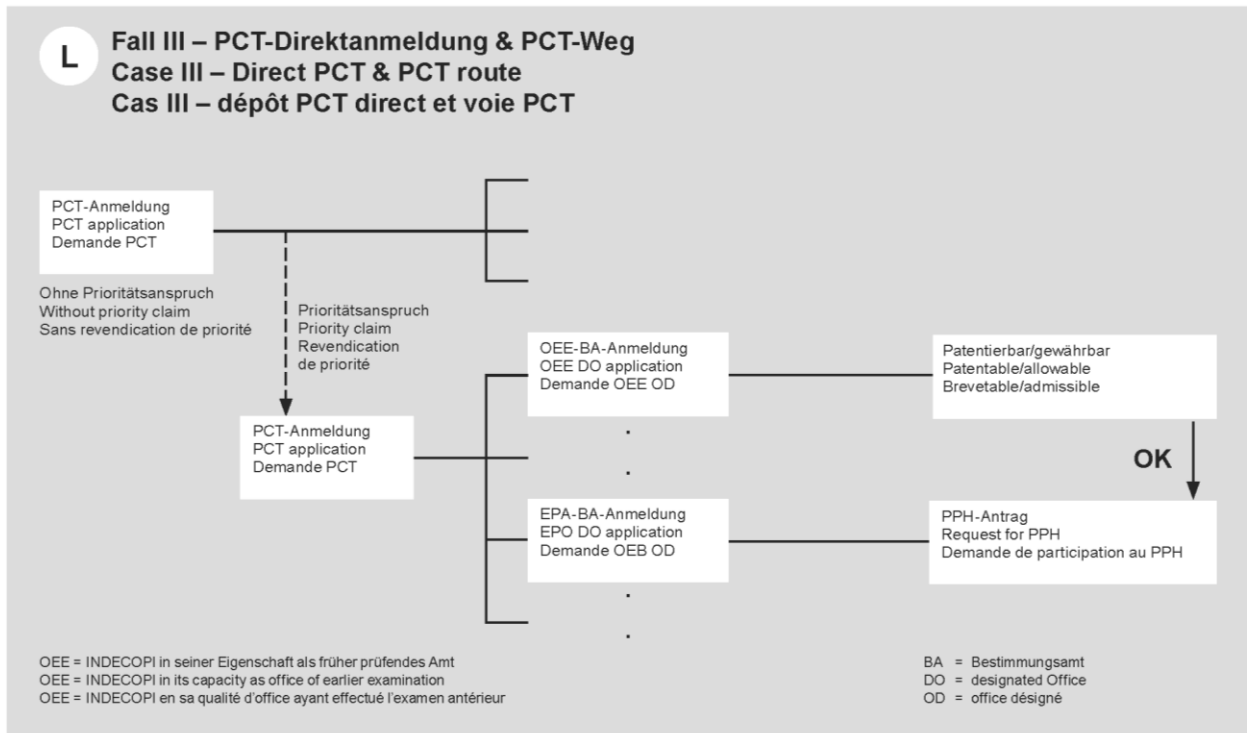 L
Fall III – PCT-Direktanmeldung & PCT-Weg
Case III – Direct PCT & PCT route
Cas III – dépôt PCT direct et voie PCT
PCT-Anmeldung
PCT application
Demande PCT
Ohne Prioritätsanspruch
Without priority claim
Sans revendication de priorité
Prioritätsanspruch
Priority claim
Revendication
de priorité
OEE-BA-Anmeldung
OEE DO application
Demande OEE OD
Patentierbar/gewährbar
Patentable/allowable
Brevetable/admissible
PCT-Anmeldung
PCT application
Demande PCT
OK
EPA-BA-Anmeldung
EPO DO application
Demande OEB OD
PPH-Antrag
Request for PPH
Demande de participation au PPH
OEE = INDECOPI in seiner Eigenschaft als früher prüfendes Amt
OEE = INDECOPI in its capacity as office of earlier examination
OEE = INDECOPI en sa qualité d'office ayant effectué l'examen antérieur
BA = Bestimmungsamt
DO = designated Office
OD = office désigné